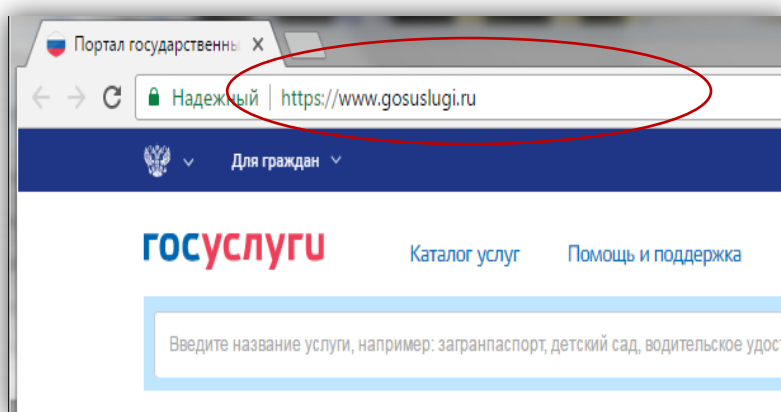 Портал государственны
Надежный | https://www.gosuslugi.ru
Для граждан
госуслуги
Каталог услуг Помощь и поддержка
Введите название услуги, например: загранпаспорт, детский сад, водительское удос